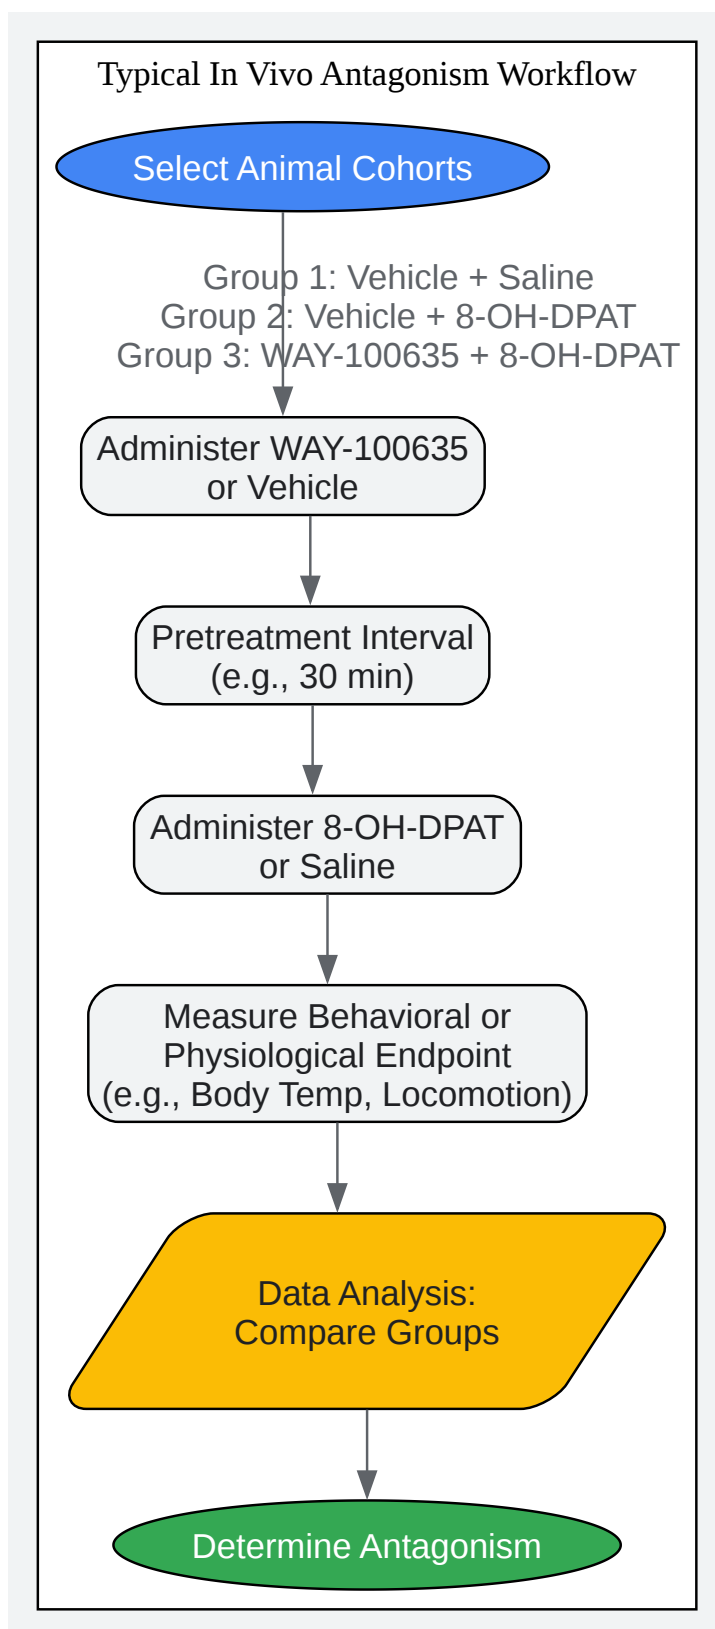 Typical In Vivo Antagonism Workflow
Select Animal Cohorts
Group 1: Vehicle + Saline
Group 2: Vehicle + 8-OH-DPAT
Group 3: WAY-100635 + 8-OH-DPAT
Administer WAY-100635
or Vehicle
Pretreatment Interval
(e.g., 30 min)
Administer 8-OH-DPAT
or Saline
Measure Behavioral or
Physiological Endpoint
(e.g., Body Temp, Locomotion)
Data Analysis:
Compare Groups
Determine Antagonism